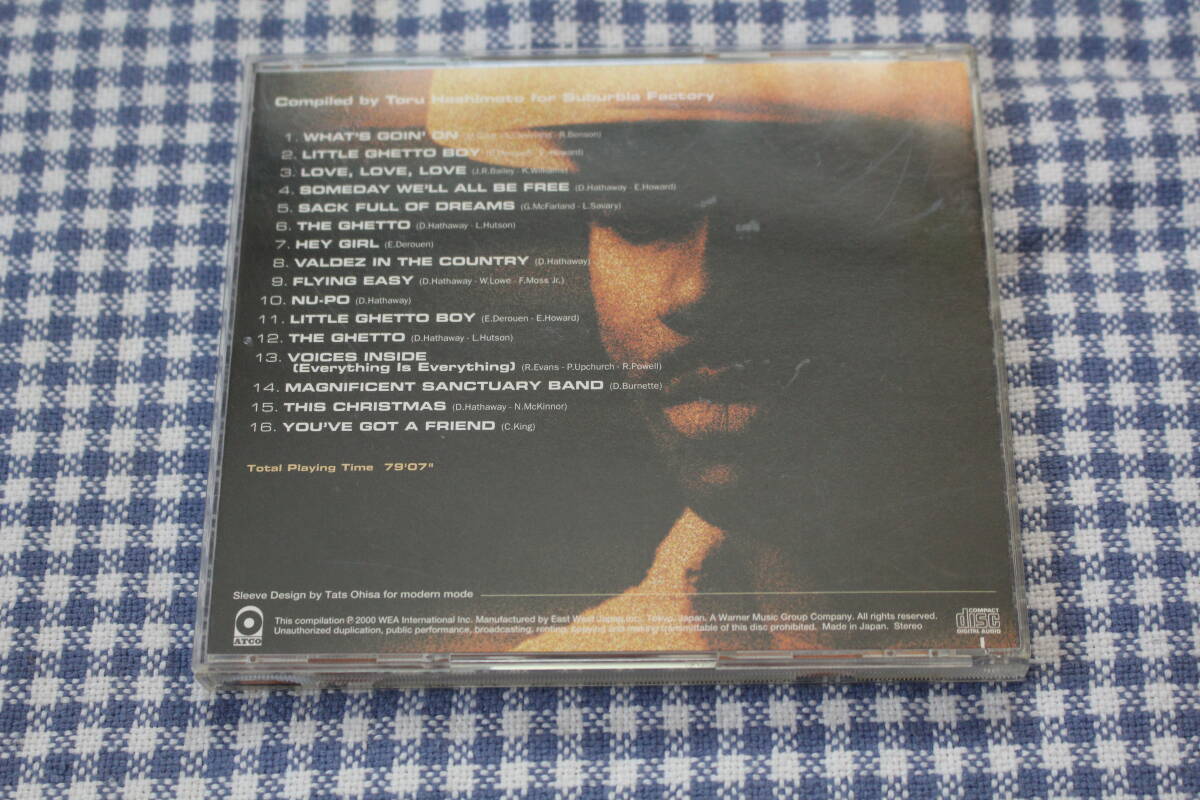 Compiled by Toru Hashimoto for Suburbia Factory
1. WHAT'S GOIN' ON R.Benson)
2. LITTLE GHETTO BOY E.Howard)
3. LOVE, LOVE, LOVE (J.R.Bailey - K.Williams)
4. SOMEDAY WE'LL ALL BE FREE (D.Hathaway - E.Howard)
5. SACK FULL OF DREAMS (G.McFarland - L.Savary)
6. THE GHETTO (D.Hathaway - L.Hutson)
7. HEY GIRL (E.Derouen)
8. VALDEZ IN THE COUNTRY (D.Hathaway)
9. FLYING EASY (D.Hathaway - W.Lowe - F.Moss Jr.)
10. NU-PO (D.Hathaway)
11. LITTLE GHETTO BOY (E.Derouen - E.Howard)
12. THE GHETTO (D.Hathaway - L.Hutson)
13. VOICES INSIDE
(Everything Is Everything) (R.Evans - P.Upchurch - R.Powell)
14. MAGNIFICENT SANCTUARY BAND (D.Burnette)
15. THIS CHRISTMAS (D.Hathaway - N.McKinnor)
16. YOU'VE GOT A FRIEND (C.King)
Total Playing Time 79'07"
Sleeve Design by Tats Ohisa for modern mode
ATCO
This compilation ℗ 2000 WEA International Inc. Manufactured by East West Japan Inc. Tokyo, Japan. A Warner Music Group Company. All rights reserved.
Unauthorized duplication, public performance, broadcasting, renting, copying and making transmittable of this disc prohibited. Made in Japan. Stereo
COMPACT
disc
DIGITAL AUDIO